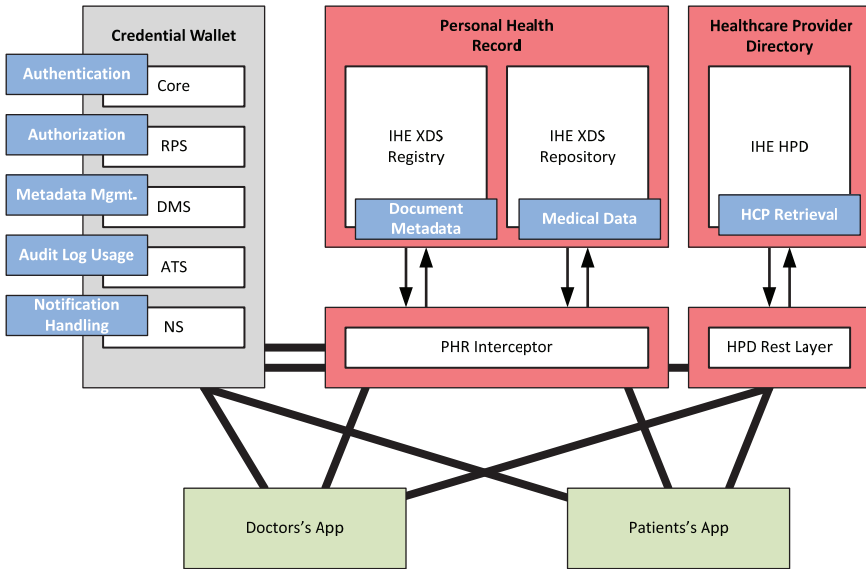 Credential Wallet
Authentication
Core
Authorization
RPS
Metadata Mgmt.
DMS
Audit Log Usage
ATS
Notification
Handling
NS
Personal Health
Record
IHE XDS
Registry
Document
Metadata
IHE XDS
Repository
Medical Data
Healthcare Provider
Directory
IHE HPD
HCP Retrieval
PHR Interceptor
HPD Rest Layer
Doctors's App
Patients's App